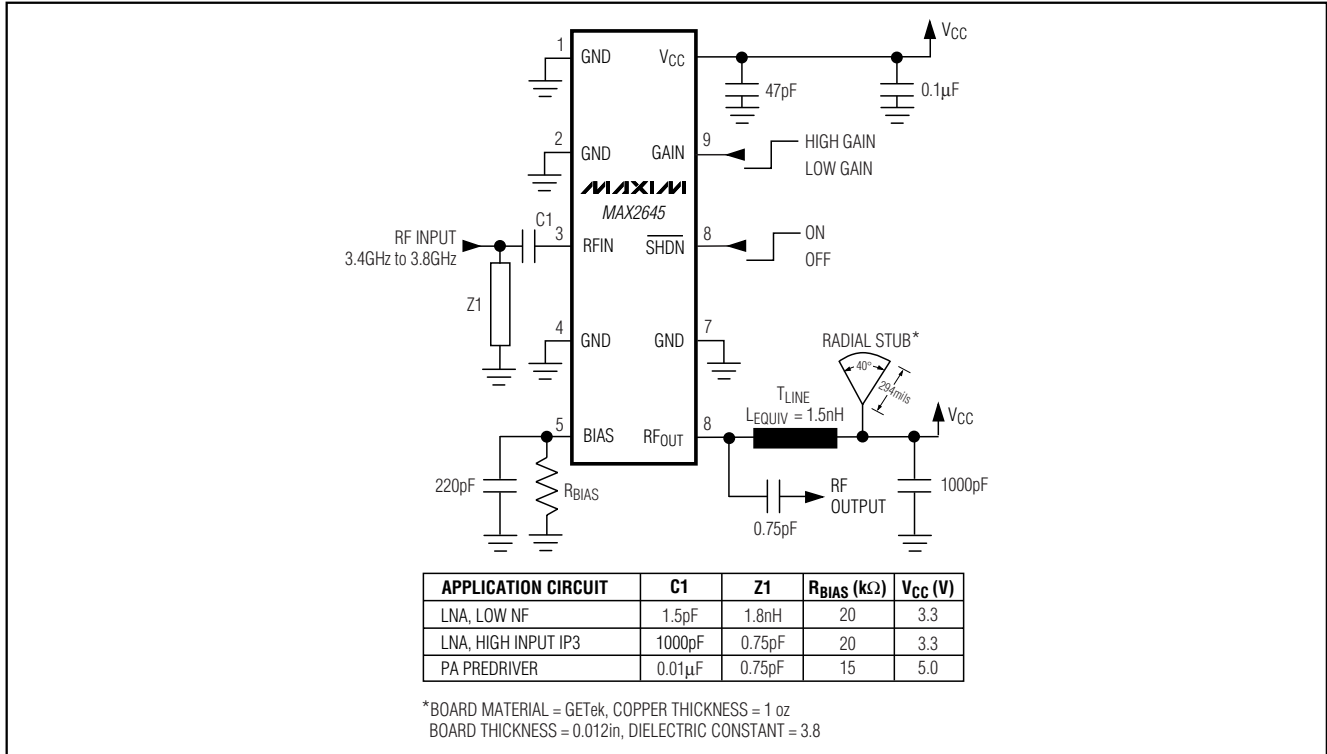 VCC
1
GND
VCC
47pF
0.1µF
2
GND
GAIN
9
HIGH GAIN
LOW GAIN
MAXIM
MAX2645
C1
RF INPUT
3.4GHz to 3.8GHz
3
RFIN
SHDN
8
ON
OFF
Z1
4
GND
GND
7
RADIAL STUB*
40°
294mils
TLINE
LEQUIV = 1.5nH
VCC
5
BIAS
RFOUT
8
220pF
RBIAS
RF
OUTPUT
0.75pF
1000pF
APPLICATION CIRCUIT C1 Z1 RBIAS (kΩ) VCC (V)
LNA, LOW NF 1.5pF 1.8nH 20 3.3
LNA, HIGH INPUT IP3 1000pF 0.75pF 20 3.3
PA PREDRIVER 0.01µF 0.75pF 15 5.0
*BOARD MATERIAL = GETek, COPPER THICKNESS = 1 oz
BOARD THICKNESS = 0.012in, DIELECTRIC CONSTANT = 3.8